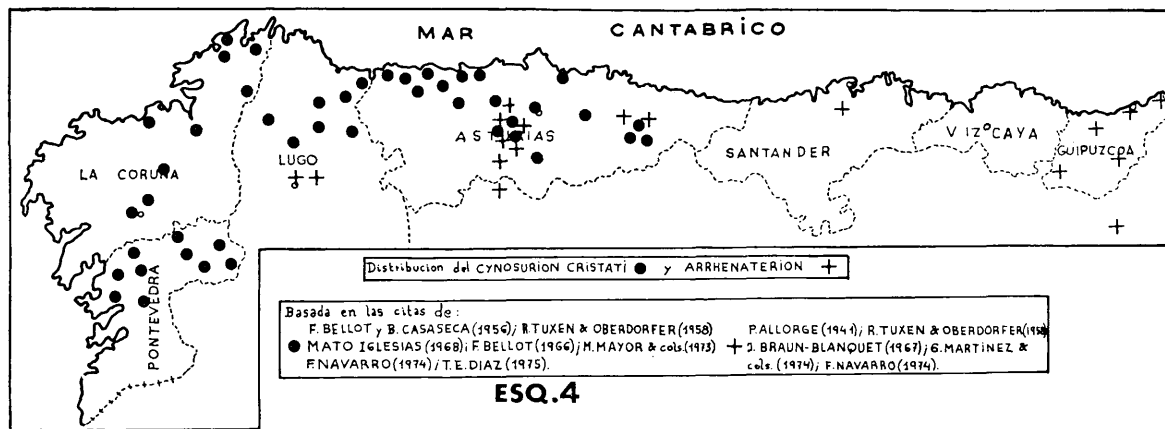 MAR CANTABRICO
LA CORUÑA
LUGO
ASTURIAS
SANTANDER
VIZCAYA
GUIPUZCOA
PONTEVEDRA
Distribucion del CYNOSURION CRISTATI ● y ARRHENATERION +
Basada en las citas de:
F. BELLOT y B. CASASECA (1956); R. TUXEN & OBERDORFER (1958)
● MATO IGLESIAS (1968); F. BELLOT (1966); M. MAYOR & cols. (1973)
F. NAVARRO (1974); T. E. DIAZ (1975).
P. ALLORGE (1941); R. TUXEN & OBERDORFER (1958)
+ J. BRAUN-BLANQUET (1967); G. MARTINEZ &
cols. (1974); F. NAVARRO (1974).
ESQ.4